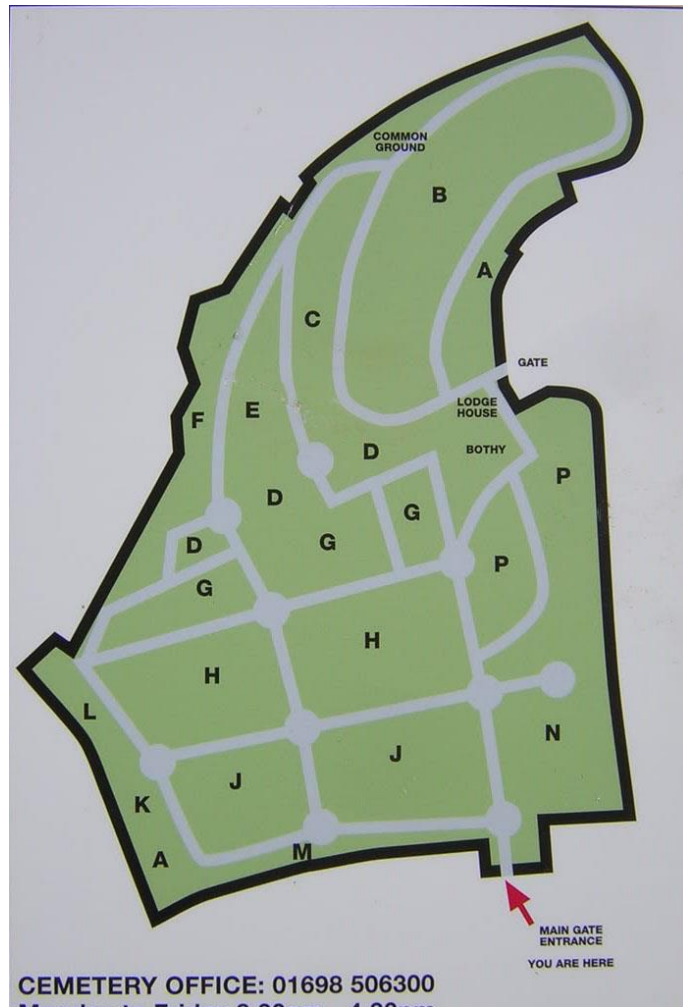 COMMON
GROUND
B
A
C
GATE
LODGE
HOUSE
E
F
BOTHY
D
P
D
G
G
D
P
G
H
H
L
N
J
J
K
M
A
MAIN GATE
ENTRANCE
YOU ARE HERE
CEMETERY OFFICE: 01698 506300